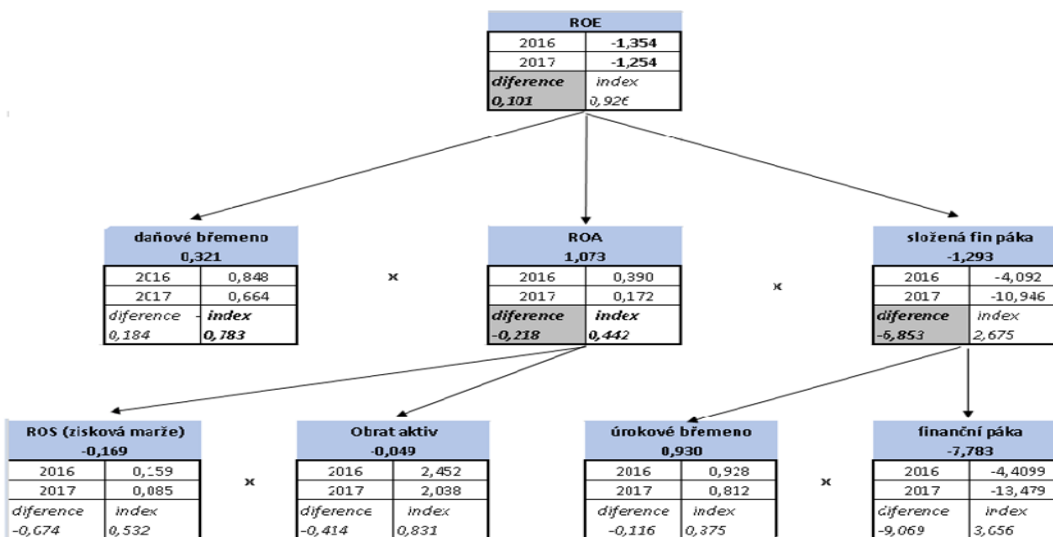 ROE
2016 -1,354
2017 -1,254
diference index
0,101 0,926
daňové břemeno
0,321
2016 0,848
2017 0,664
diference - index
0,184 0,783
x
ROA
1,073
2016 0,390
2017 0,172
diference index
-0,218 0,442
x
složená fin páka
-1,293
2016 -4,092
2017 -10,946
diference index
-6,853 2,675
ROS (zisková marže)
-0,169
2016 0,159
2017 0,085
diference index
-0,674 0,532
x
Obrat aktiv
-0,049
2016 2,452
2017 2,038
diference index
-0,414 0,831
úrokové břemeno
0,930
2016 0,928
2017 0,812
diference index
-0,116 0,875
x
finanční páka
-7,783
2016 -4,4099
2017 -13,479
diference index
-9,069 3,056